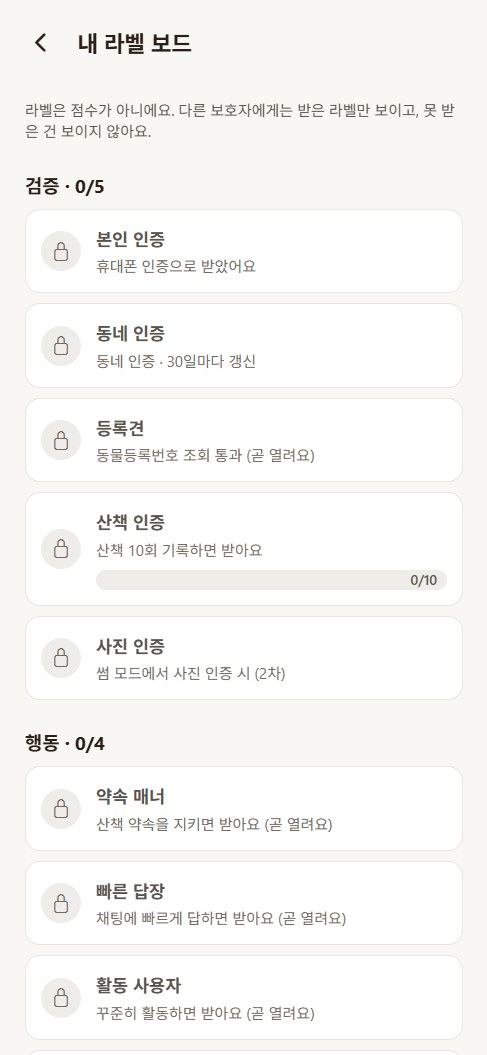 내 라벨 보드
라벨은 점수가 아니에요. 다른 보호자에게는 받은 라벨만 보이고, 못 받
은 건 보이지 않아요.
검증 · 0/5
본인 인증
휴대폰 인증으로 받았어요
동네 인증
동네 인증 · 30일마다 갱신
등록견
동물등록번호 조회 통과 (곧 열려요)
산책 인증
산책 10회 기록하면 받아요
0/10
사진 인증
썸 모드에서 사진 인증 시 (2차)
행동 · 0/4
약속 매너
산책 약속을 지키면 받아요 (곧 열려요)
빠른 답장
채팅에 빠르게 답하면 받아요 (곧 열려요)
활동 사용자
꾸준히 활동하면 받아요 (곧 열려요)